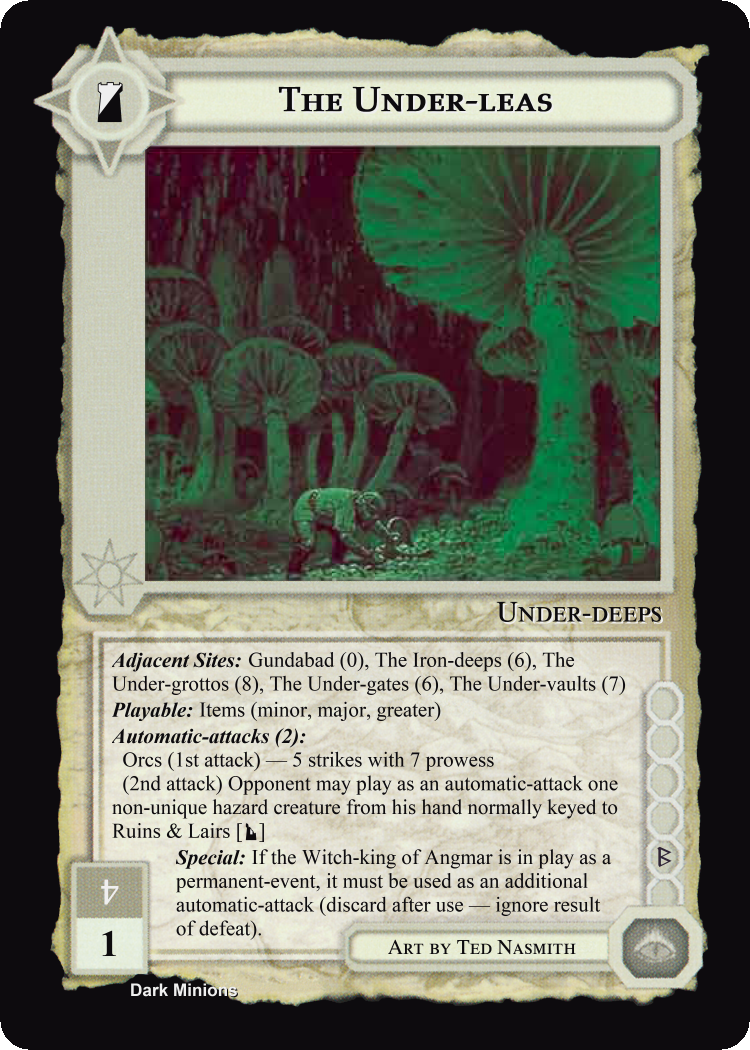 The Under-leas
Under-deeps
Adjacent Sites: Gundabad (0), The Iron-deeps (6), The
Under-grottos (8), The Under-gates (6), The Under-vaults (7)
Playable: Items (minor, major, greater)
Automatic-attacks (2):
Orcs (1st attack) — 5 strikes with 7 prowess
(2nd attack) Opponent may play as an automatic-attack one
non-unique hazard creature from his hand normally keyed to
Ruins & Lairs [ ]
Special: If the Witch-king of Angmar is in play as a
permanent-event, it must be used as an additional
automatic-attack (discard after use — ignore result
of defeat).
4
1
Art by Ted Nasmith
Dark Minions